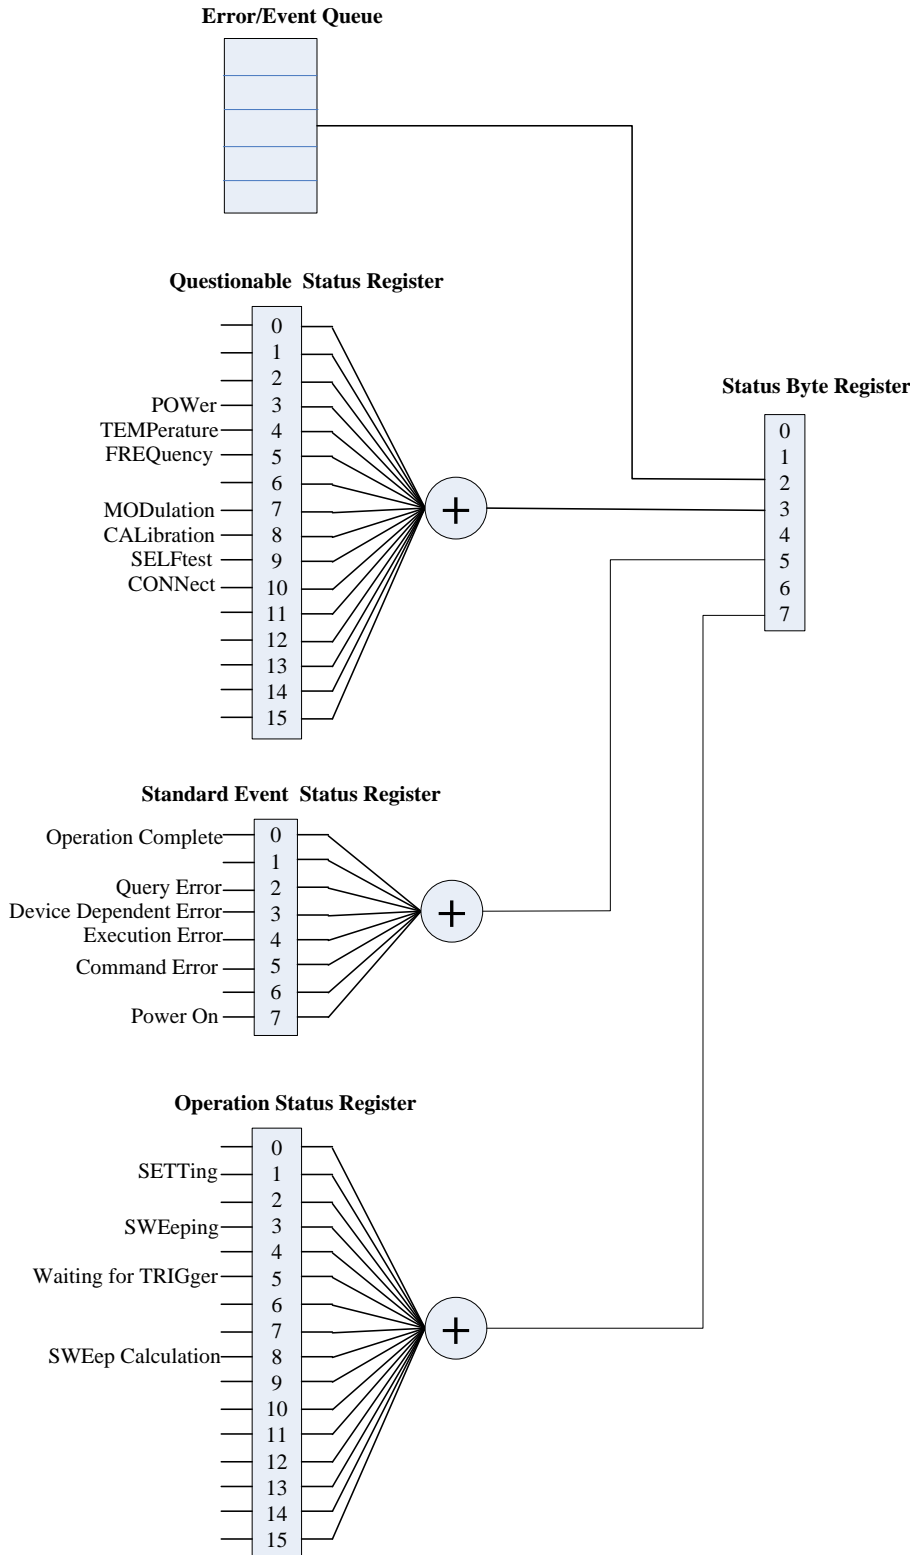 Error/Event Queue
Questionable Status Register
0
1
2
POWer 3
TEMPerature 4
FREQuency 5
6
MODulation 7
CALibration 8
SELFtest 9
CONNect 10
11
12
13
14
15
+
Status Byte Register
0
1
2
3
4
5
6
7
Standard Event Status Register
Operation Complete 0
1
Query Error 2
Device Dependent Error 3
Execution Error 4
Command Error 5
6
Power On 7
+
Operation Status Register
0
SETTing 1
2
SWEeping 3
4
Waiting for TRIGger 5
6
7
SWEep Calculation 8
9
10
11
12
13
14
15
+